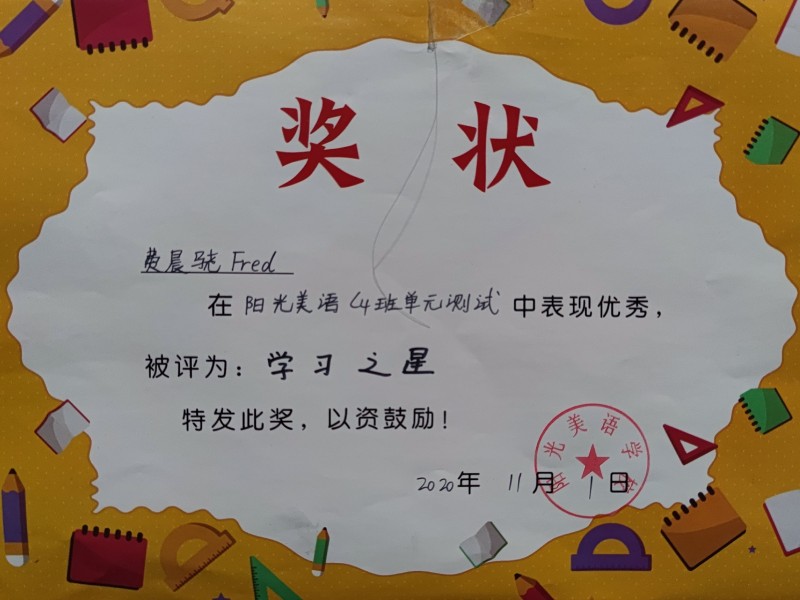 奖 状
费晨骁 Fred
在 阳光美语 C4班单元测试 中表现优秀，
被评为：学习之星
特发此奖，以资鼓励！
2020年 11月 1日
阳光美语学校